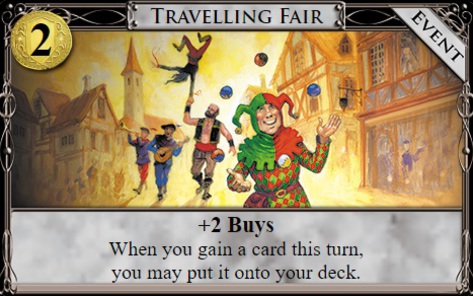 TRAVELLING FAIR
EVENT
2
+2 Buys
When you gain a card this turn,
you may put it onto your deck.